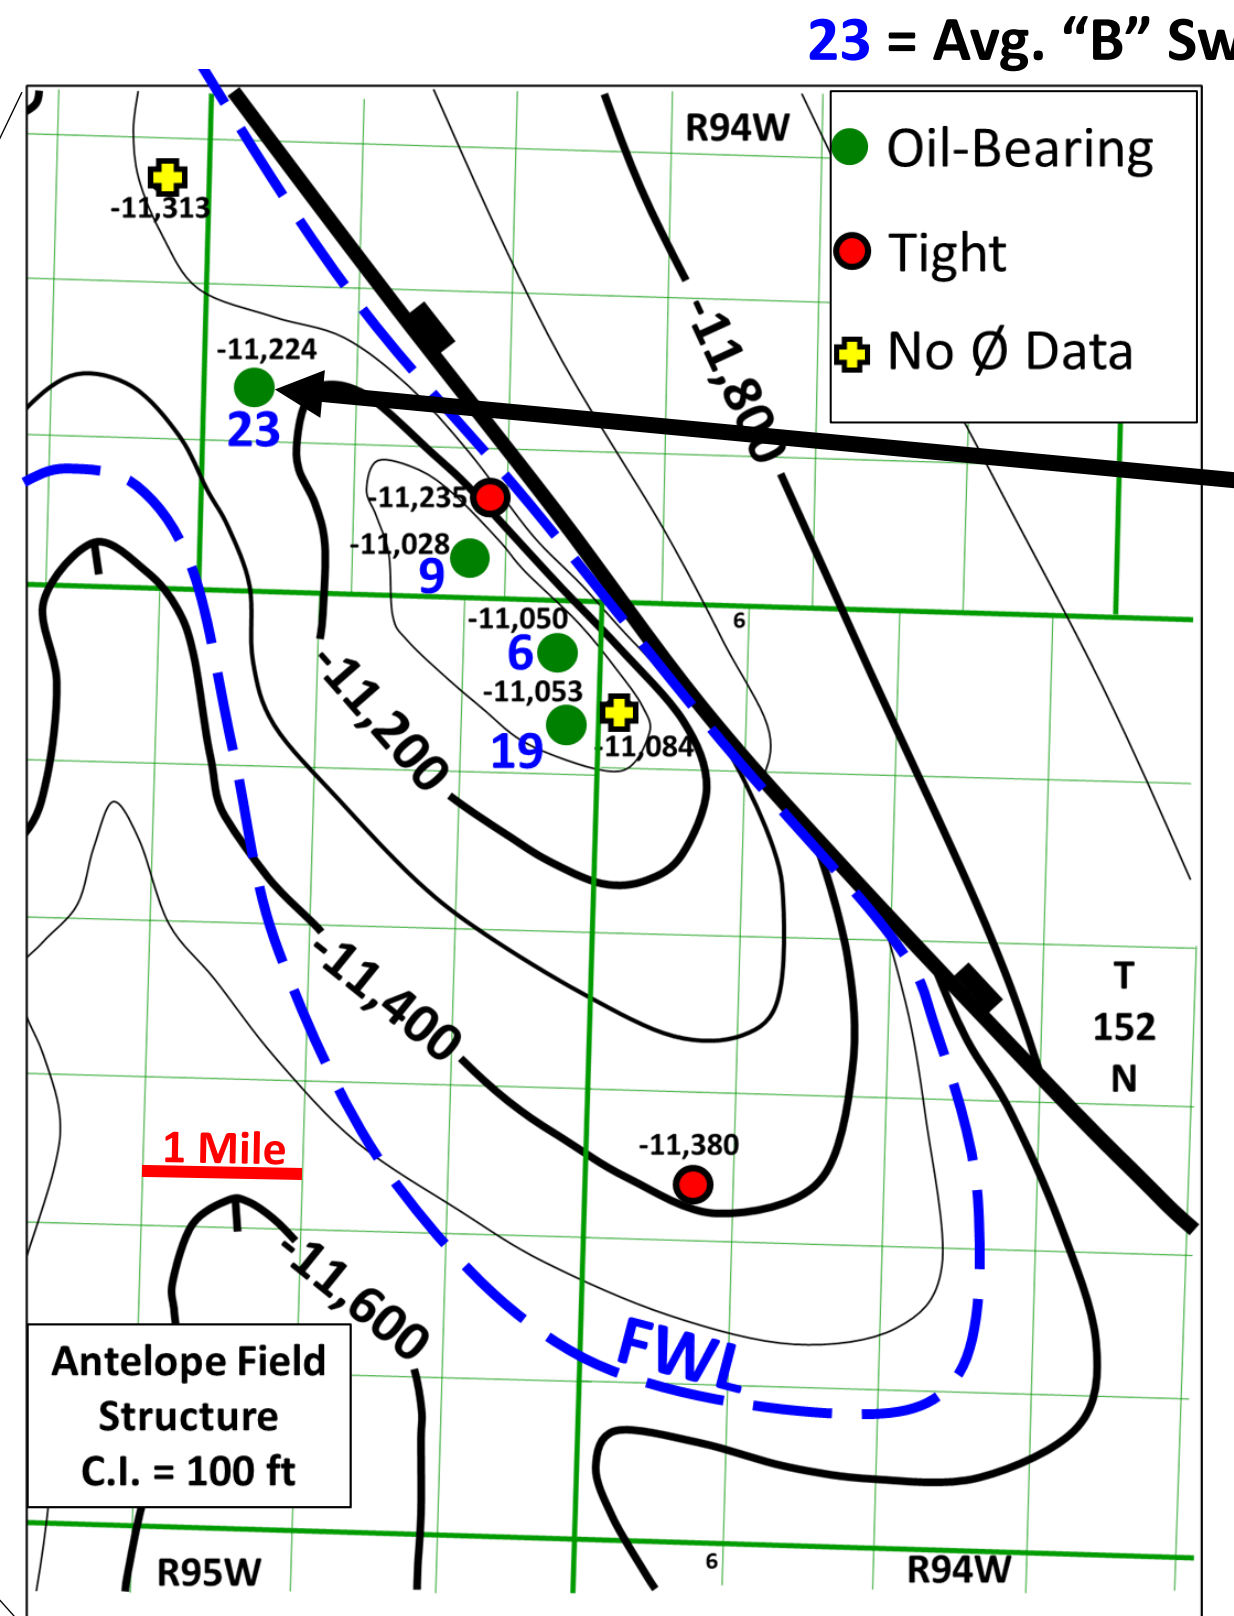 23 = Avg. “B” Sw
R94W
Oil-Bearing
-11,313
Tight
-11,800
-11,224
No Ø Data
23
-11,235
-11,028
9
-11,050
6
6
-11,053
19
-11,084
-11,200
T
152
N
-11,400
-11,380
1 Mile
-11,600
FWL
Antelope Field
Structure
C.I. = 100 ft
R95W
6
R94W